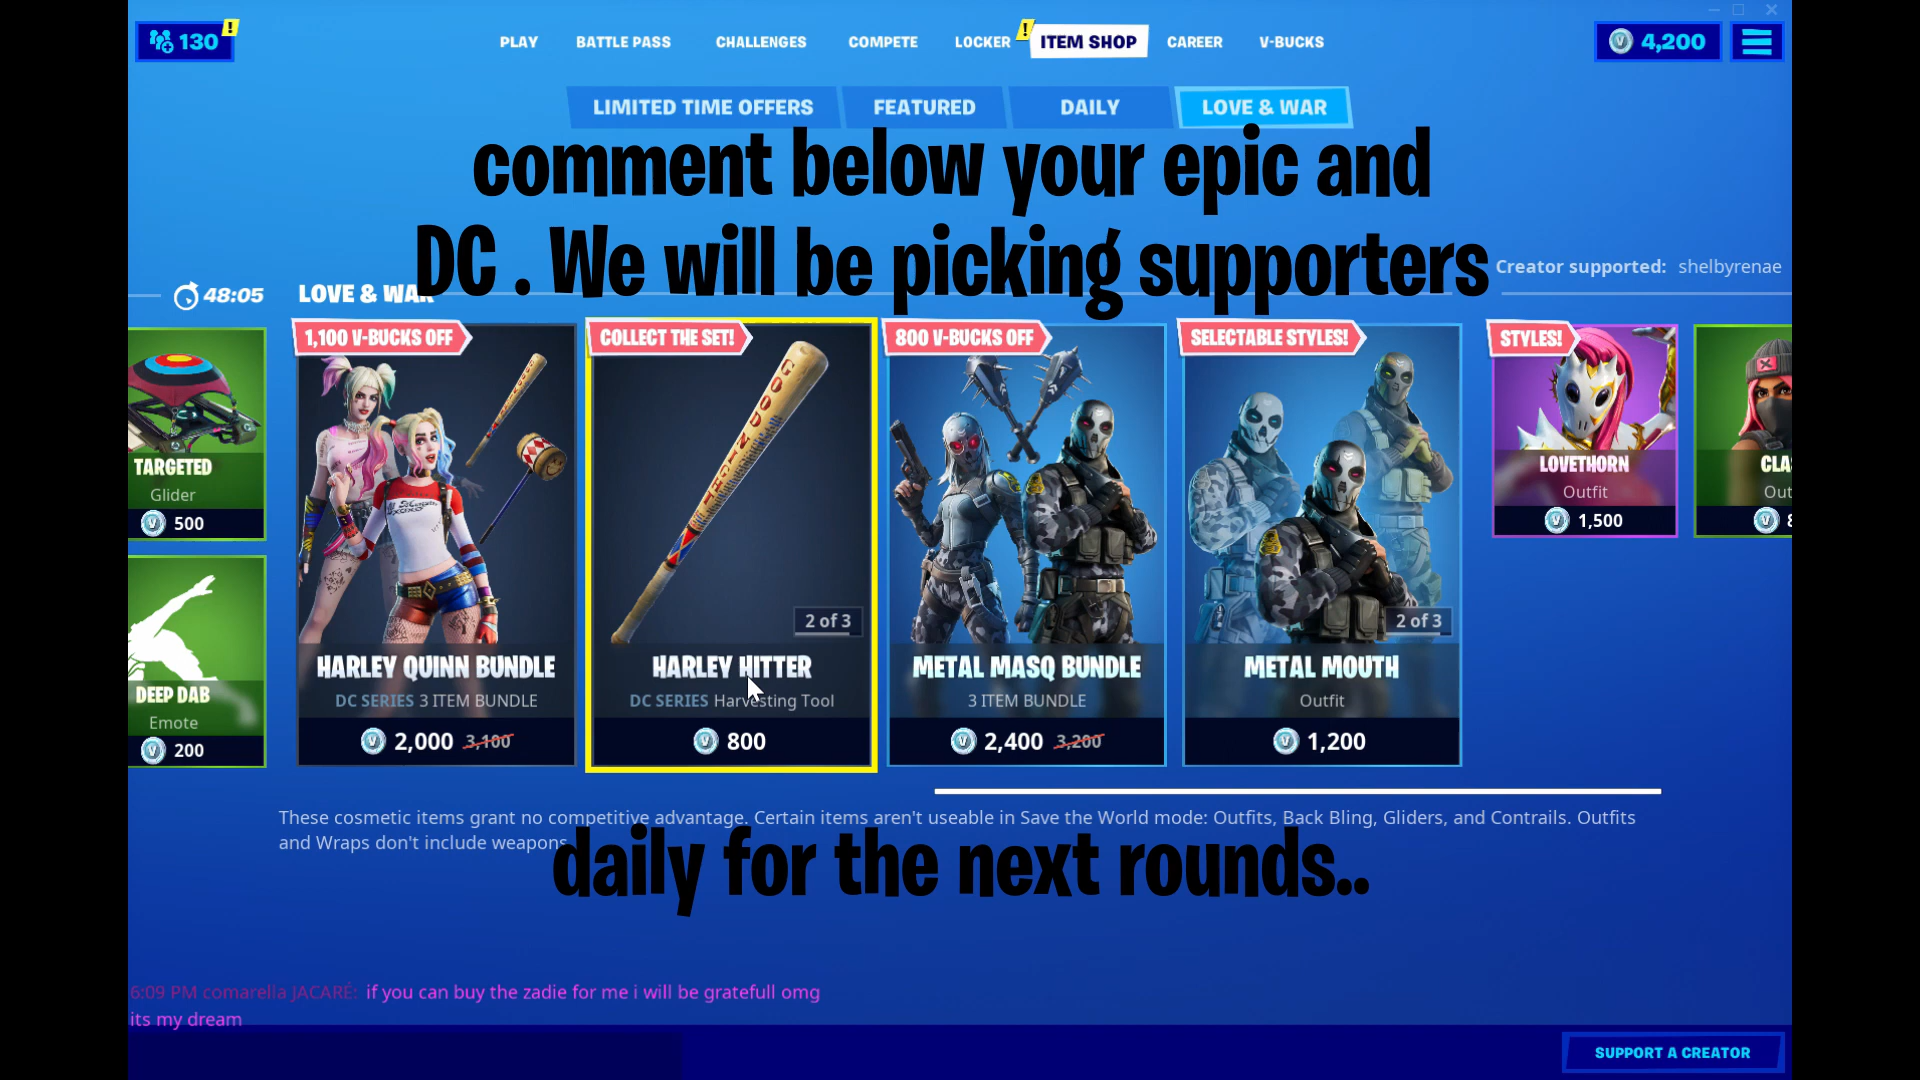 130
!
PLAY
BATTLE PASS
CHALLENGES
COMPETE
LOCKER
!
ITEM SHOP
CAREER
V-BUCKS
4,200
LIMITED TIME OFFERS
FEATURED
DAILY
LOVE & WAR
comment below your epic and
DC . We will be picking supporters
Creator supported: shelbyrenae
48:05
LOVE & WAR
TARGETED
Glider
500
DEEP DAB
Emote
200
1,100 V-BUCKS OFF
HARLEY QUINN BUNDLE
DC SERIES 3 ITEM BUNDLE
2,000 3,100
COLLECT THE SET!
GOOD NIGHT
2 of 3
HARLEY HITTER
DC SERIES Harvesting Tool
800
800 V-BUCKS OFF
METAL MASQ BUNDLE
3 ITEM BUNDLE
2,400 3,200
SELECTABLE STYLES!
2 of 3
METAL MOUTH
Outfit
1,200
STYLES!
LOVETHORN
Outfit
1,500
CLA
Out
8
These cosmetic items grant no competitive advantage. Certain items aren't useable in Save the World mode: Outfits, Back Bling, Gliders, and Contrails. Outfits
and Wraps don't include weapons.
daily for the next rounds..
6:09 PM comarella JACARÉ: if you can buy the zadie for me i will be gratefull omg
its my dream
SUPPORT A CREATOR